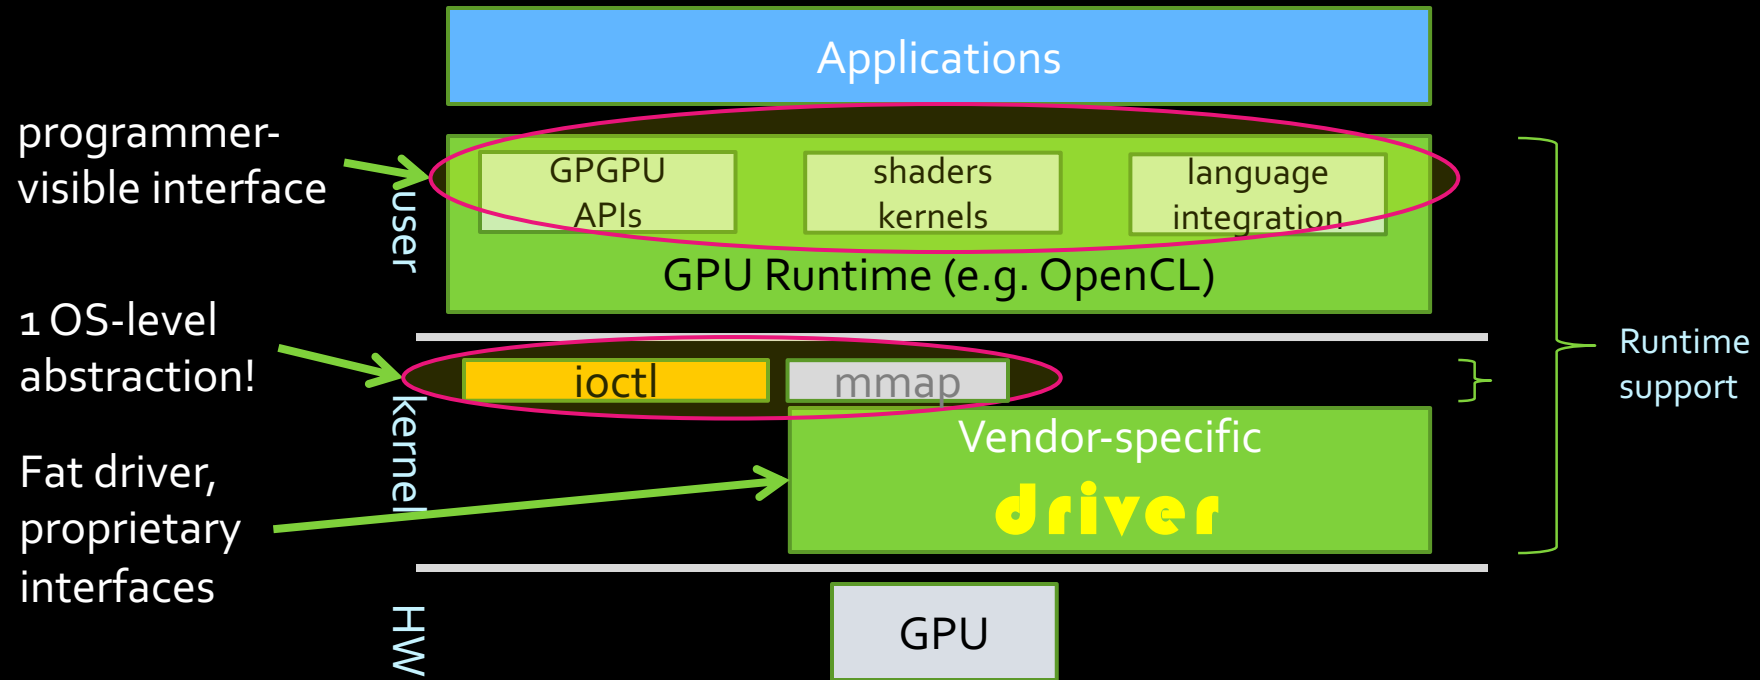 Applications
programmer-
visible interface
user
GPGPU
APIs
shaders
kernels
language
integration
GPU Runtime (e.g. OpenCL)
1 OS-level
abstraction!
kernel
ioctl
mmap
Runtime
support
Fat driver,
proprietary
interfaces
Vendor-specific
driver
HW
GPU